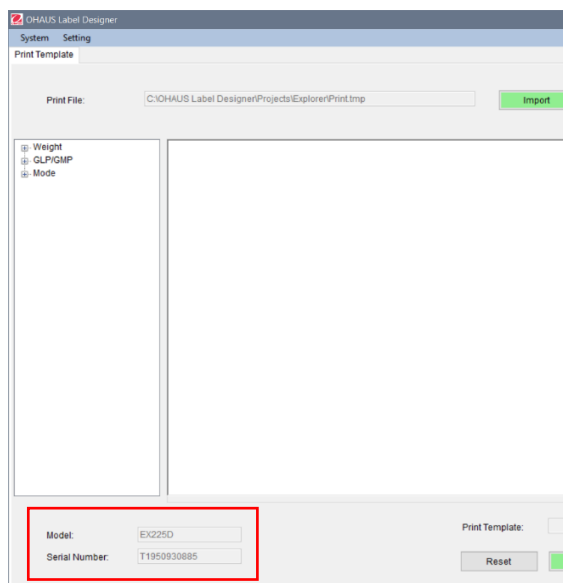 OHAUS Label Designer
System Setting
Print Template
Print File: C:\OHAUS Label Designer\Projects\Explorer\Print.tmp Import
Weight
GLP/GMP
Mode
Model: EX225D
Print Template:
Serial Number: T1950930885
Reset